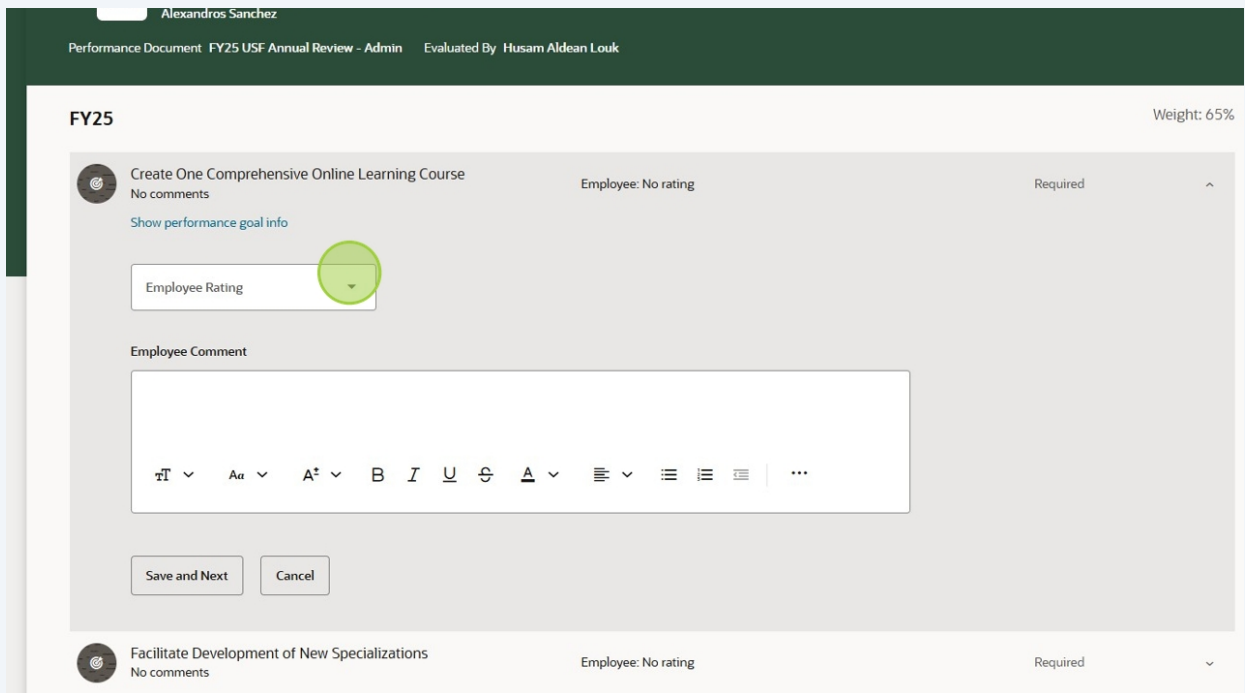 Alexandros Sanchez
Performance Document FY25 USF Annual Review - Admin Evaluated By Husam Aldean Louk
FY25 Weight: 65%
Create One Comprehensive Online Learning Course
No comments
Employee: No rating Required
Show performance goal info
Employee Rating
Employee Comment
Save and Next Cancel
Facilitate Development of New Specializations
No comments
Employee: No rating Required